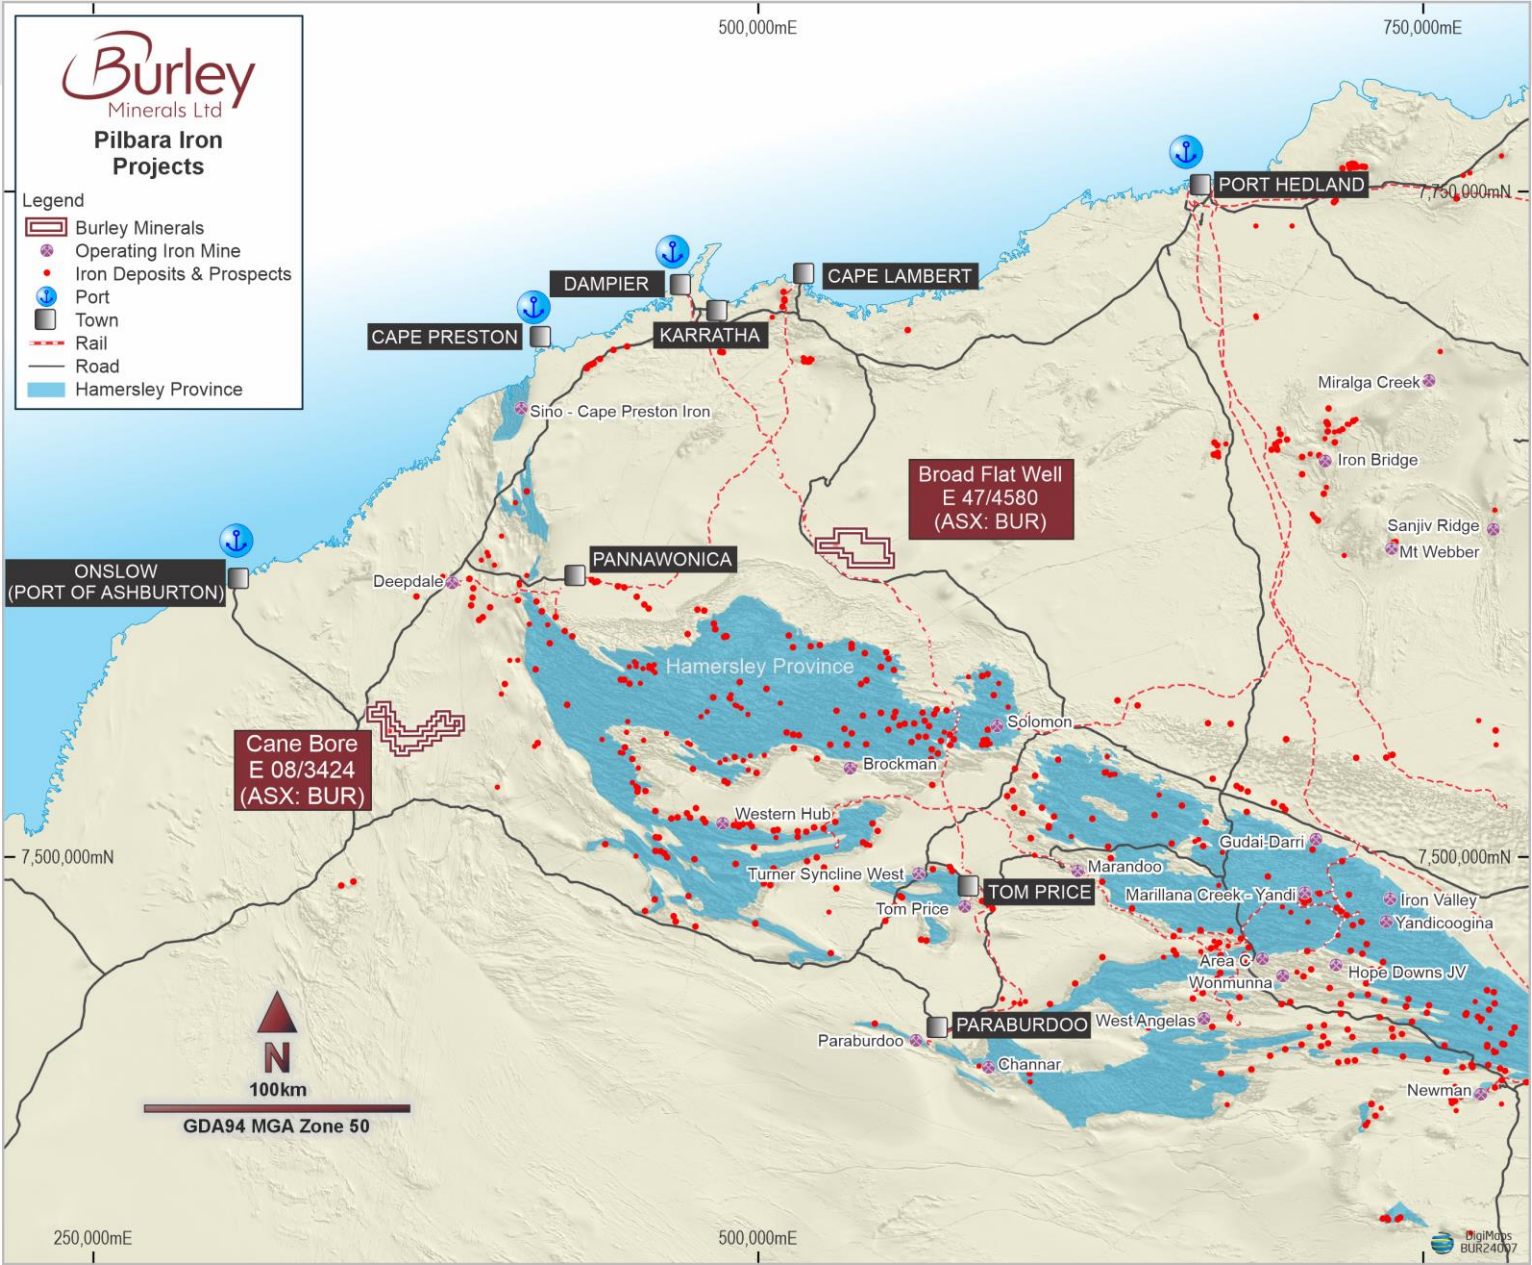 500,000mE
750,000mE
Burley
Minerals Ltd
Pilbara Iron
Projects
Legend
Burley Minerals
Operating Iron Mine
Iron Deposits & Prospects
Port
Town
Rail
Road
Hamersley Province
PORT HEDLAND
7,750,000mN
DAMPIER
CAPE LAMBERT
CAPE PRESTON
KARRATHA
Miralga Creek
Sino - Cape Preston Iron
Iron Bridge
Broad Flat Well
E 47/4580
(ASX: BUR)
Sanjiv Ridge
Mt Webber
PANNAWONICA
ONSLOW
(PORT OF ASHBURTON)
Deepdale
Hamersley Province
Solomon
Cane Bore
E 08/3424
(ASX: BUR)
Brockman
Western Hub
Gudai-Darri
7,500,000mN
7,500,000mN
Turner Syncline West
Marandoo
TOM PRICE
Marillana Creek - Yandi
Iron Valley
Tom Price
Yandicoogina
Area C
Hope Downs JV
Wonmunna
West Angelas
PARABURDOO
Paraburdoo
Channar
Newman
N
100km
GDA94 MGA Zone 50
250,000mE
500,000mE
DigiMaps
BUR24007